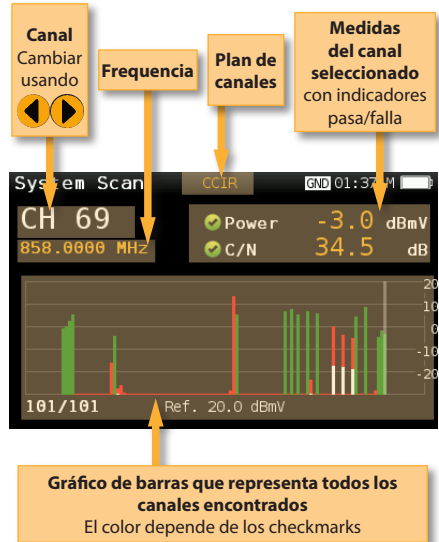 Canal
Cambiar
usando
Frequencia
Plan de
canales
Medidas
del canal
seleccionado
con indicadores
pasa/falla
System Scan
CCIR
GND 01:37 M
CH 69
858.0000 MHz
Power -3.0 dBmV
C/N 34.5 dB
20
10
0
-10
-20
101/101
Ref. 20.0 dBmV
Gráfico de barras que representa todos los
canales encontrados
El color depende de los checkmarks